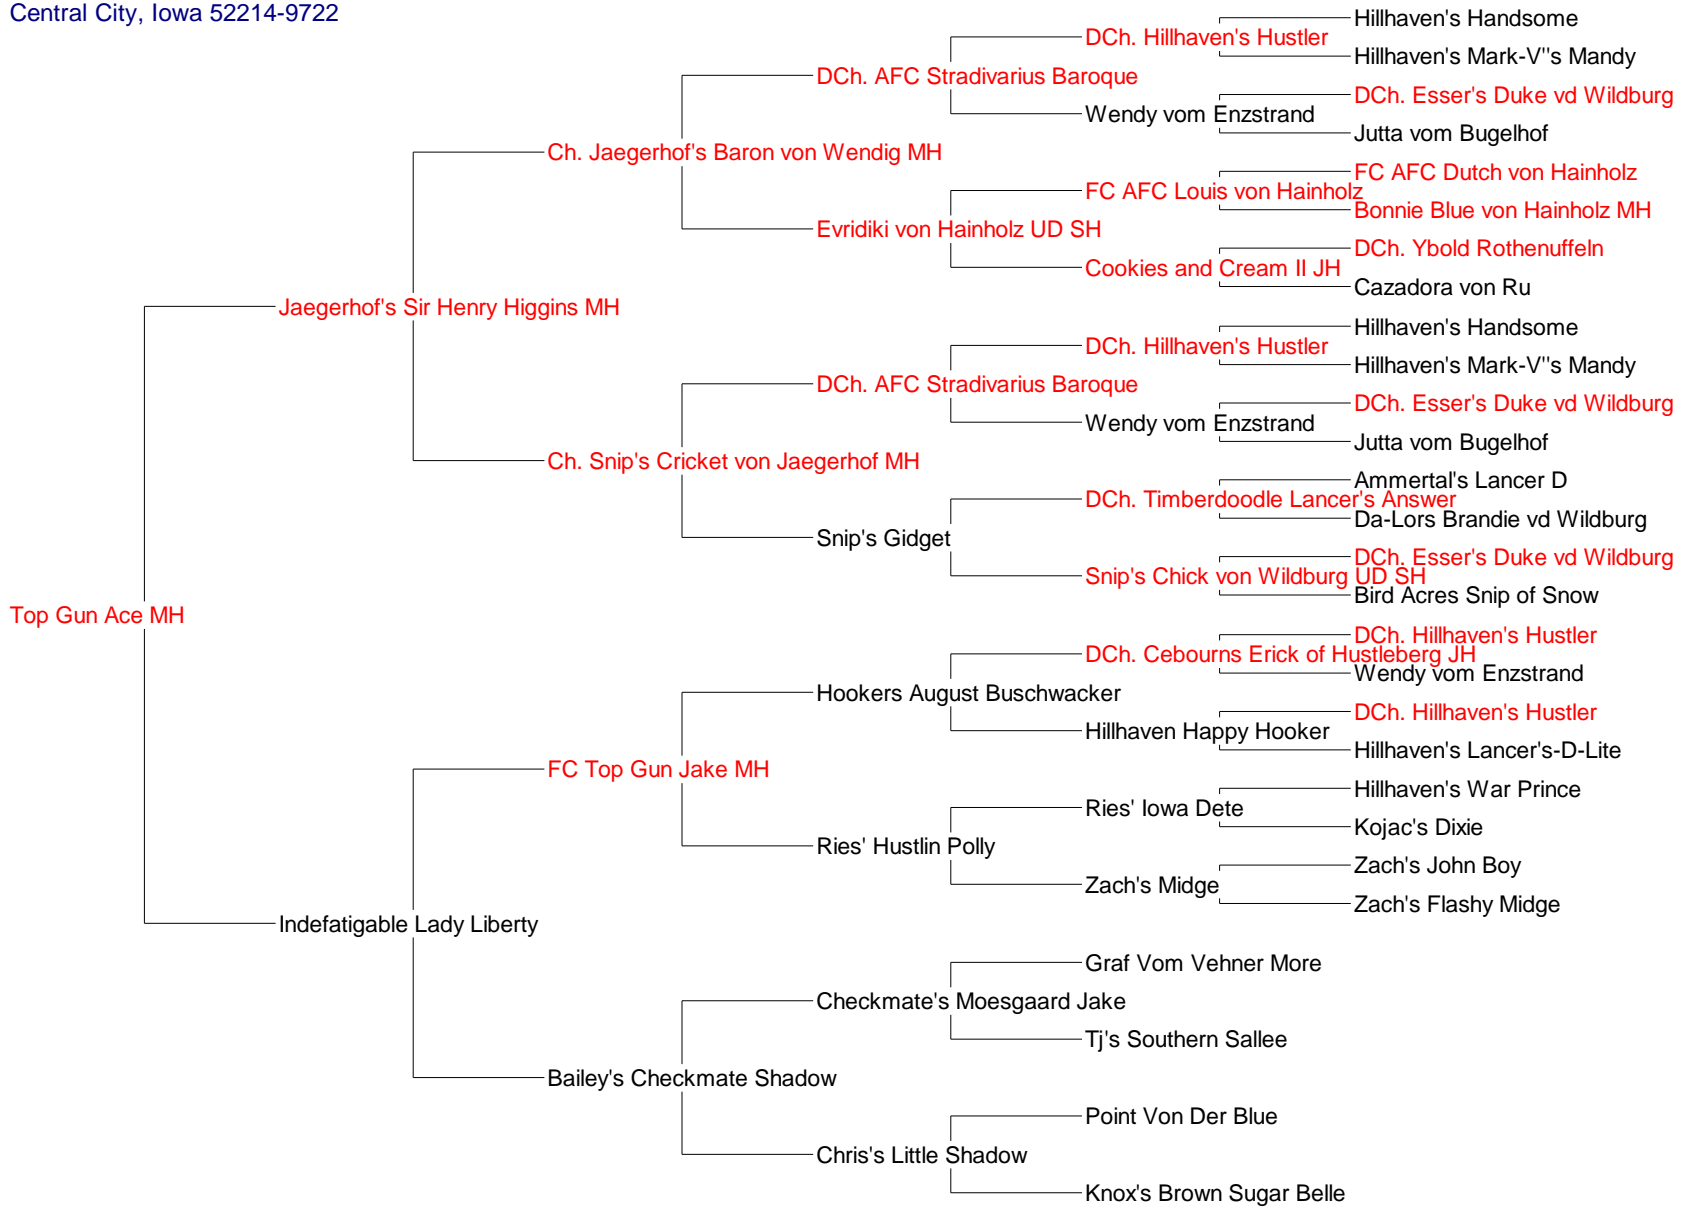 Central City, Iowa 52214-9722
Hillhaven's Handsome
DCh. Hillhaven's Hustler
Hillhaven's Mark-V"s Mandy
DCh. AFC Stradivarius Baroque
DCh. Esser's Duke vd Wildburg
Wendy vom Enzstrand
Jutta vom Bugelhof
Ch. Jaegerhof's Baron von Wendig MH
FC AFC Dutch von Hainholz
FC AFC Louis von Hainholz
Bonnie Blue von Hainholz MH
Evridiki von Hainholz UD SH
DCh. Ybold Rothenuffeln
Cookies and Cream II JH
Cazadora von Ru
Jaegerhof's Sir Henry Higgins MH
Hillhaven's Handsome
DCh. Hillhaven's Hustler
Hillhaven's Mark-V"s Mandy
DCh. AFC Stradivarius Baroque
DCh. Esser's Duke vd Wildburg
Wendy vom Enzstrand
Jutta vom Bugelhof
Ch. Snip's Cricket von Jaegerhof MH
Ammertal's Lancer D
DCh. Timberdoodle Lancer's Answer
Da-Lors Brandie vd Wildburg
Snip's Gidget
DCh. Esser's Duke vd Wildburg
Snip's Chick von Wildburg UD SH
Bird Acres Snip of Snow
Top Gun Ace MH
DCh. Hillhaven's Hustler
DCh. Cebourns Erick of Hustleberg JH
Wendy vom Enzstrand
Hookers August Buschwacker
DCh. Hillhaven's Hustler
Hillhaven Happy Hooker
Hillhaven's Lancer's-D-Lite
FC Top Gun Jake MH
Hillhaven's War Prince
Ries' Iowa Dete
Kojac's Dixie
Ries' Hustlin Polly
Zach's John Boy
Zach's Midge
Zach's Flashy Midge
Indefatigable Lady Liberty
Graf Vom Vehner More
Checkmate's Moesgaard Jake
Tj's Southern Sallee
Bailey's Checkmate Shadow
Point Von Der Blue
Chris's Little Shadow
Knox's Brown Sugar Belle